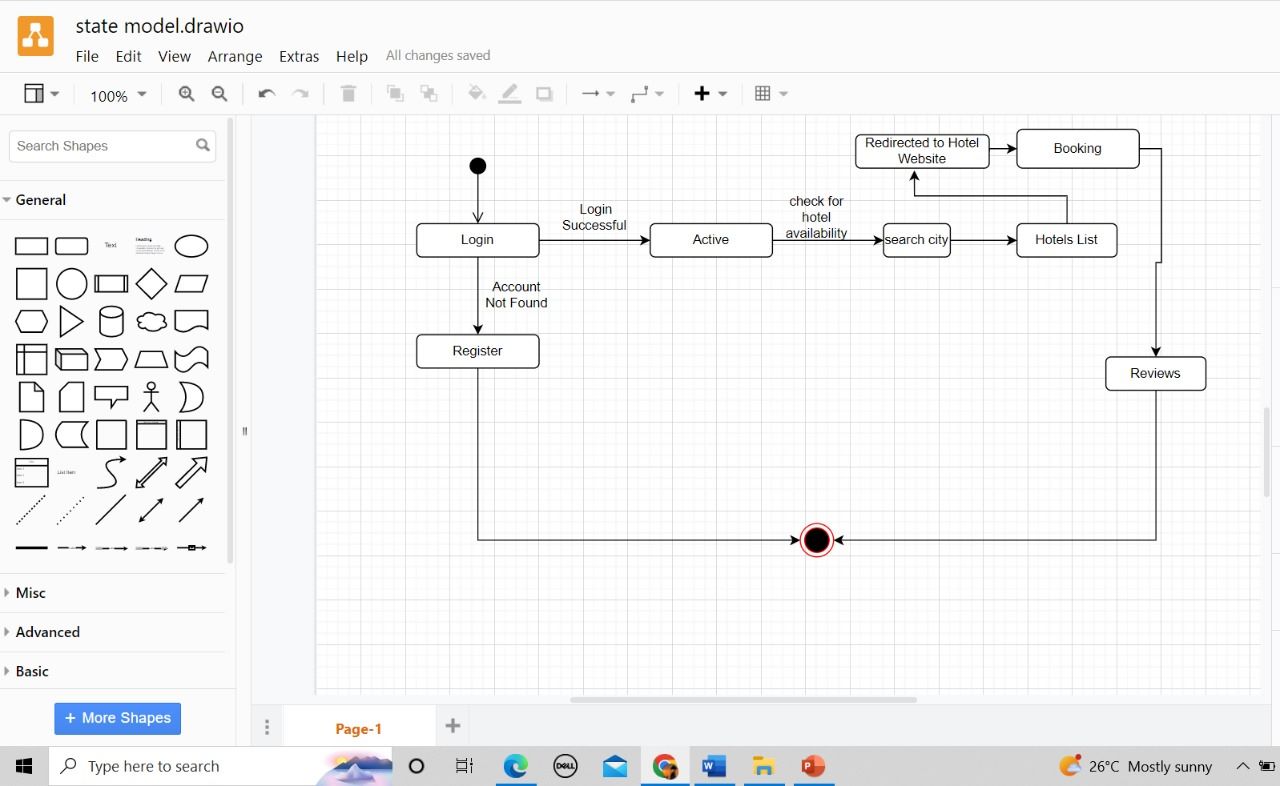 state model.drawio
File Edit View Arrange Extras Help All changes saved
100%
Search Shapes
General
Text
Heading
List Item
Misc
Advanced
Basic
+ More Shapes
Redirected to Hotel
Website
Booking
Login
Successful
check for
hotel
availability
Login
Active
search city
Hotels List
Account
Not Found
Register
Reviews
Page-1
Type here to search
DELL
26°C Mostly sunny